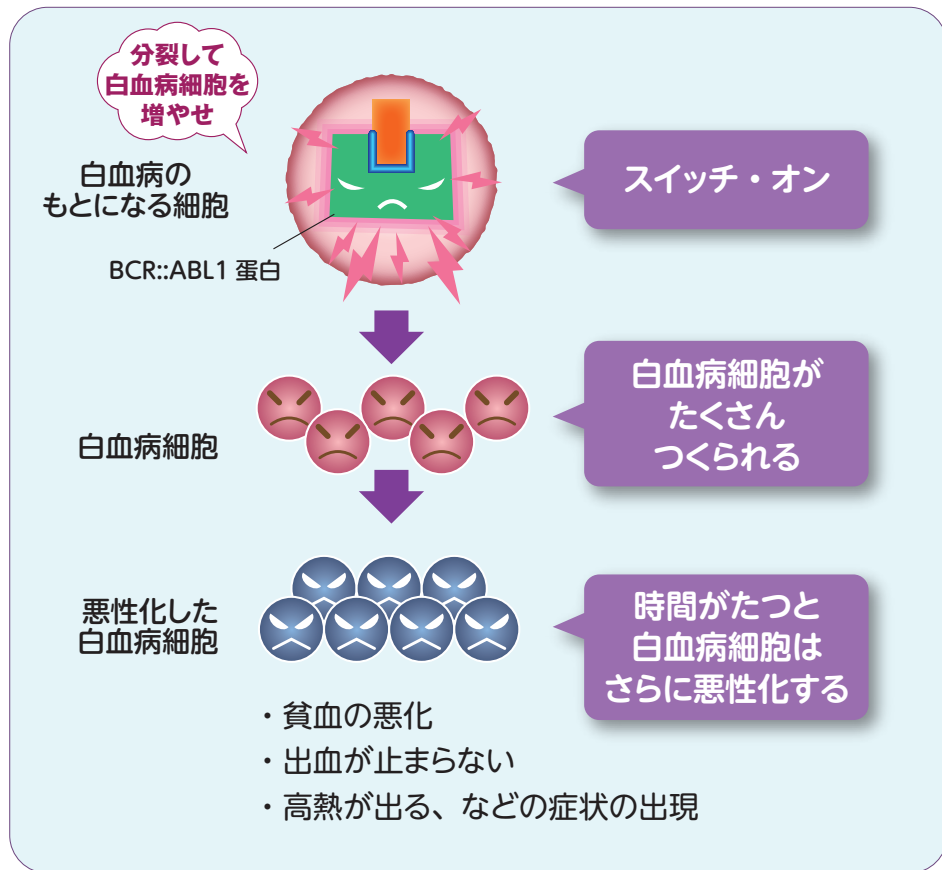 分裂して
白血病細胞を
増やせ
白血病の
もとになる細胞
BCR::ABL1 蛋白
スイッチ・オン
白血病細胞
白血病細胞が
たくさん
つくられる
悪性化した
白血病細胞
時間がたつと
白血病細胞は
さらに悪性化する
・貧血の悪化
・出血が止まらない
・高熱が出る、などの症状の出現